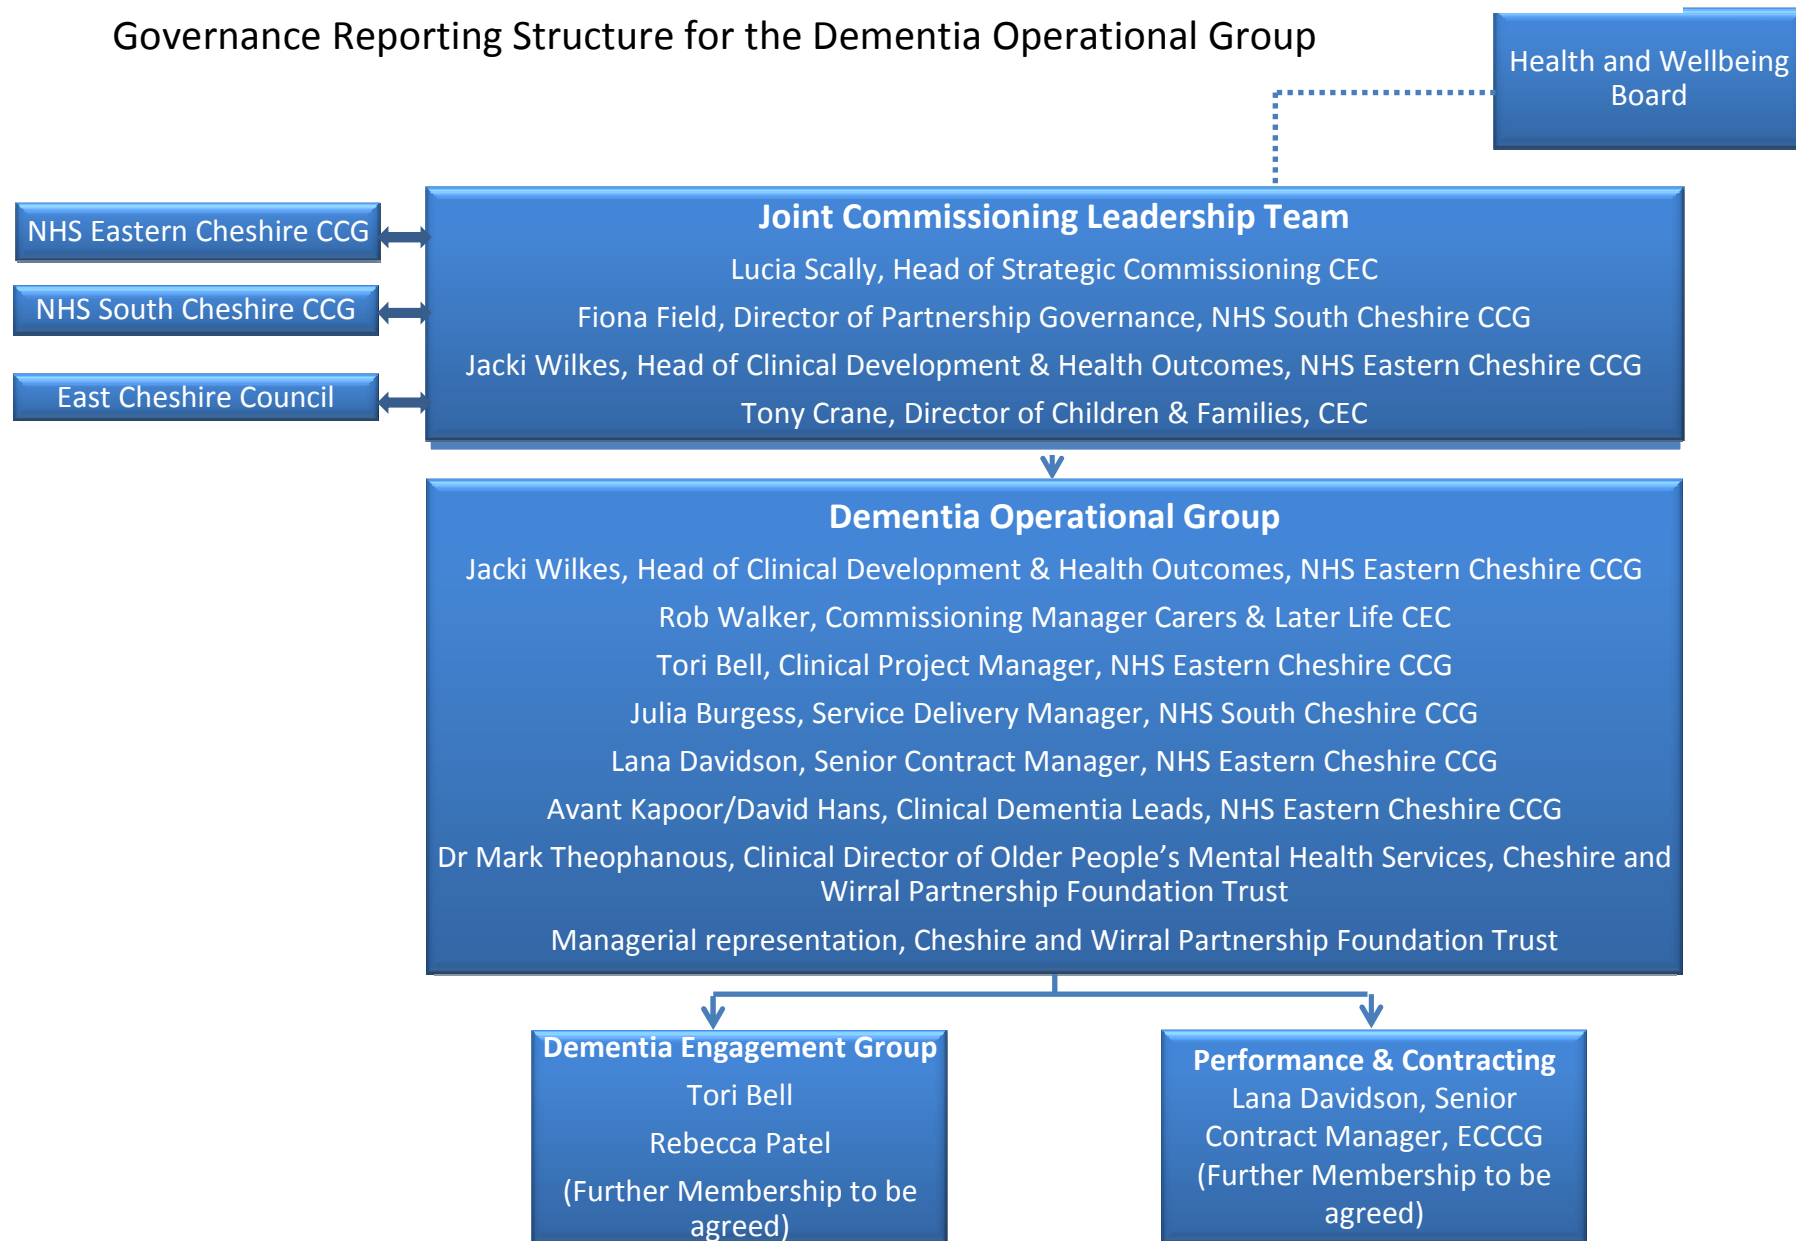 Governance Reporting Structure for the Dementia Operational Group
Health and Wellbeing
Board
NHS Eastern Cheshire CCG
NHS South Cheshire CCG
East Cheshire Council
Joint Commissioning Leadership Team
Lucia Scally, Head of Strategic Commissioning CEC
Fiona Field, Director of Partnership Governance, NHS South Cheshire CCG
Jacki Wilkes, Head of Clinical Development & Health Outcomes, NHS Eastern Cheshire CCG
Tony Crane, Director of Children & Families, CEC
Dementia Operational Group
Jacki Wilkes, Head of Clinical Development & Health Outcomes, NHS Eastern Cheshire CCG
Rob Walker, Commissioning Manager Carers & Later Life CEC
Tori Bell, Clinical Project Manager, NHS Eastern Cheshire CCG
Julia Burgess, Service Delivery Manager, NHS South Cheshire CCG
Lana Davidson, Senior Contract Manager, NHS Eastern Cheshire CCG
Avant Kapoor/David Hans, Clinical Dementia Leads, NHS Eastern Cheshire CCG
Dr Mark Theophanous, Clinical Director of Older People’s Mental Health Services, Cheshire and
Wirral Partnership Foundation Trust
Managerial representation, Cheshire and Wirral Partnership Foundation Trust
Dementia Engagement Group
Tori Bell
Rebecca Patel
(Further Membership to be
agreed)
Performance & Contracting
Lana Davidson, Senior
Contract Manager, ECCCG
(Further Membership to be
agreed)